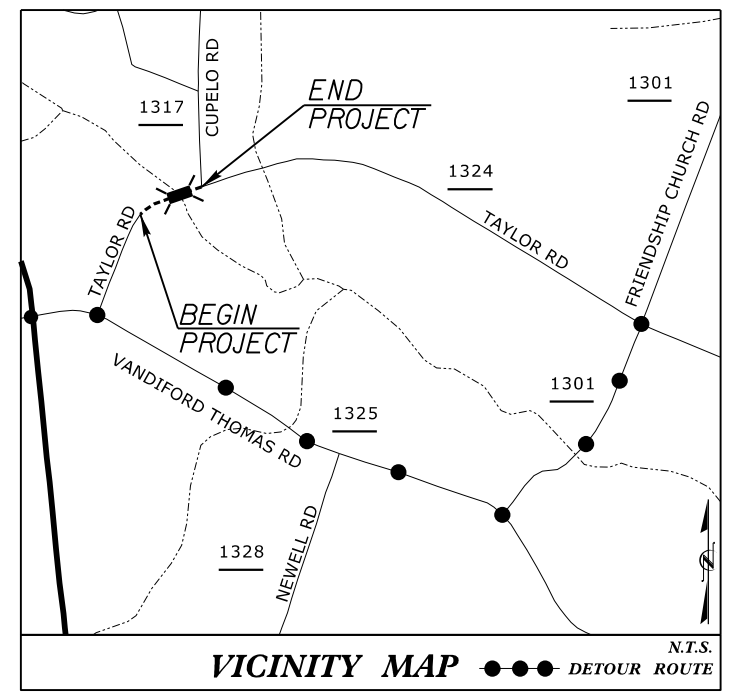 CUPELO RD
1301
END
PROJECT
1317
FRIENDSHIP CHURCH RD
1324
TAYLOR RD
TAYLOR RD
BEGIN
PROJECT
VANDIFORD THOMAS RD
1301
1325
1328
NEWELL RD
N
N.T.S.
VICINITY MAP
DETOUR ROUTE